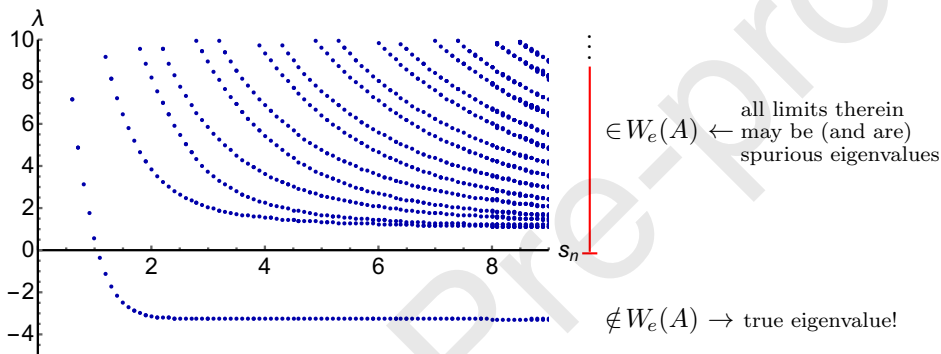 λ
10
8
6
4
2
0
−2
−4
2
4
6
8
s_n
⋮
∈ W_e(A) ← all limits therein
may be (and are)
spurious eigenvalues
∉ W_e(A) → true eigenvalue!
Pre-pro